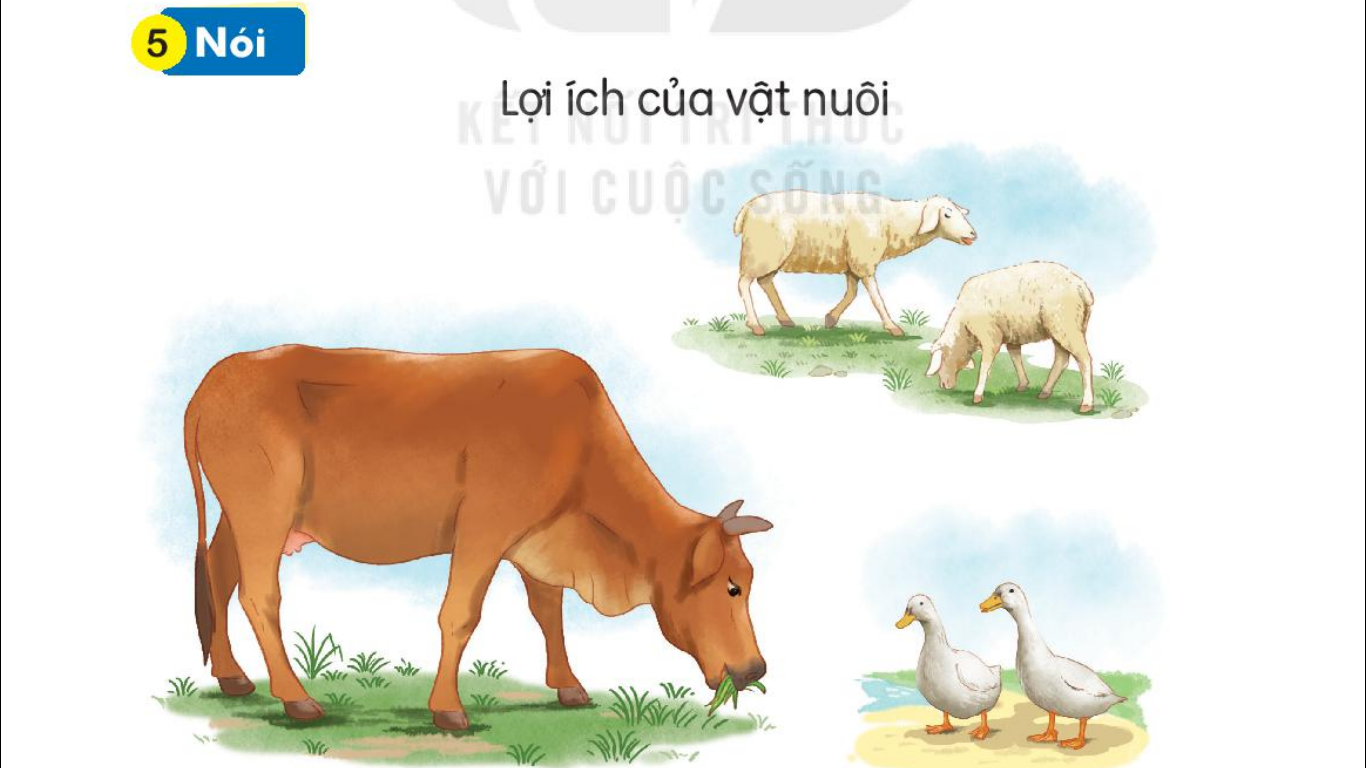 5 Nói
Lợi ích của vật nuôi
KẾT NỐI TRI THỨC
VỚI CUỘC SỐNG